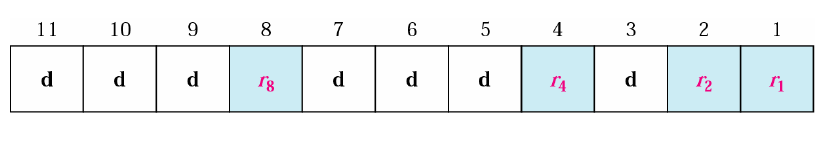 11 10 9 8 7 6 5 4 3 2 1
d d d r₈ d d d r₄ d r₂ r₁